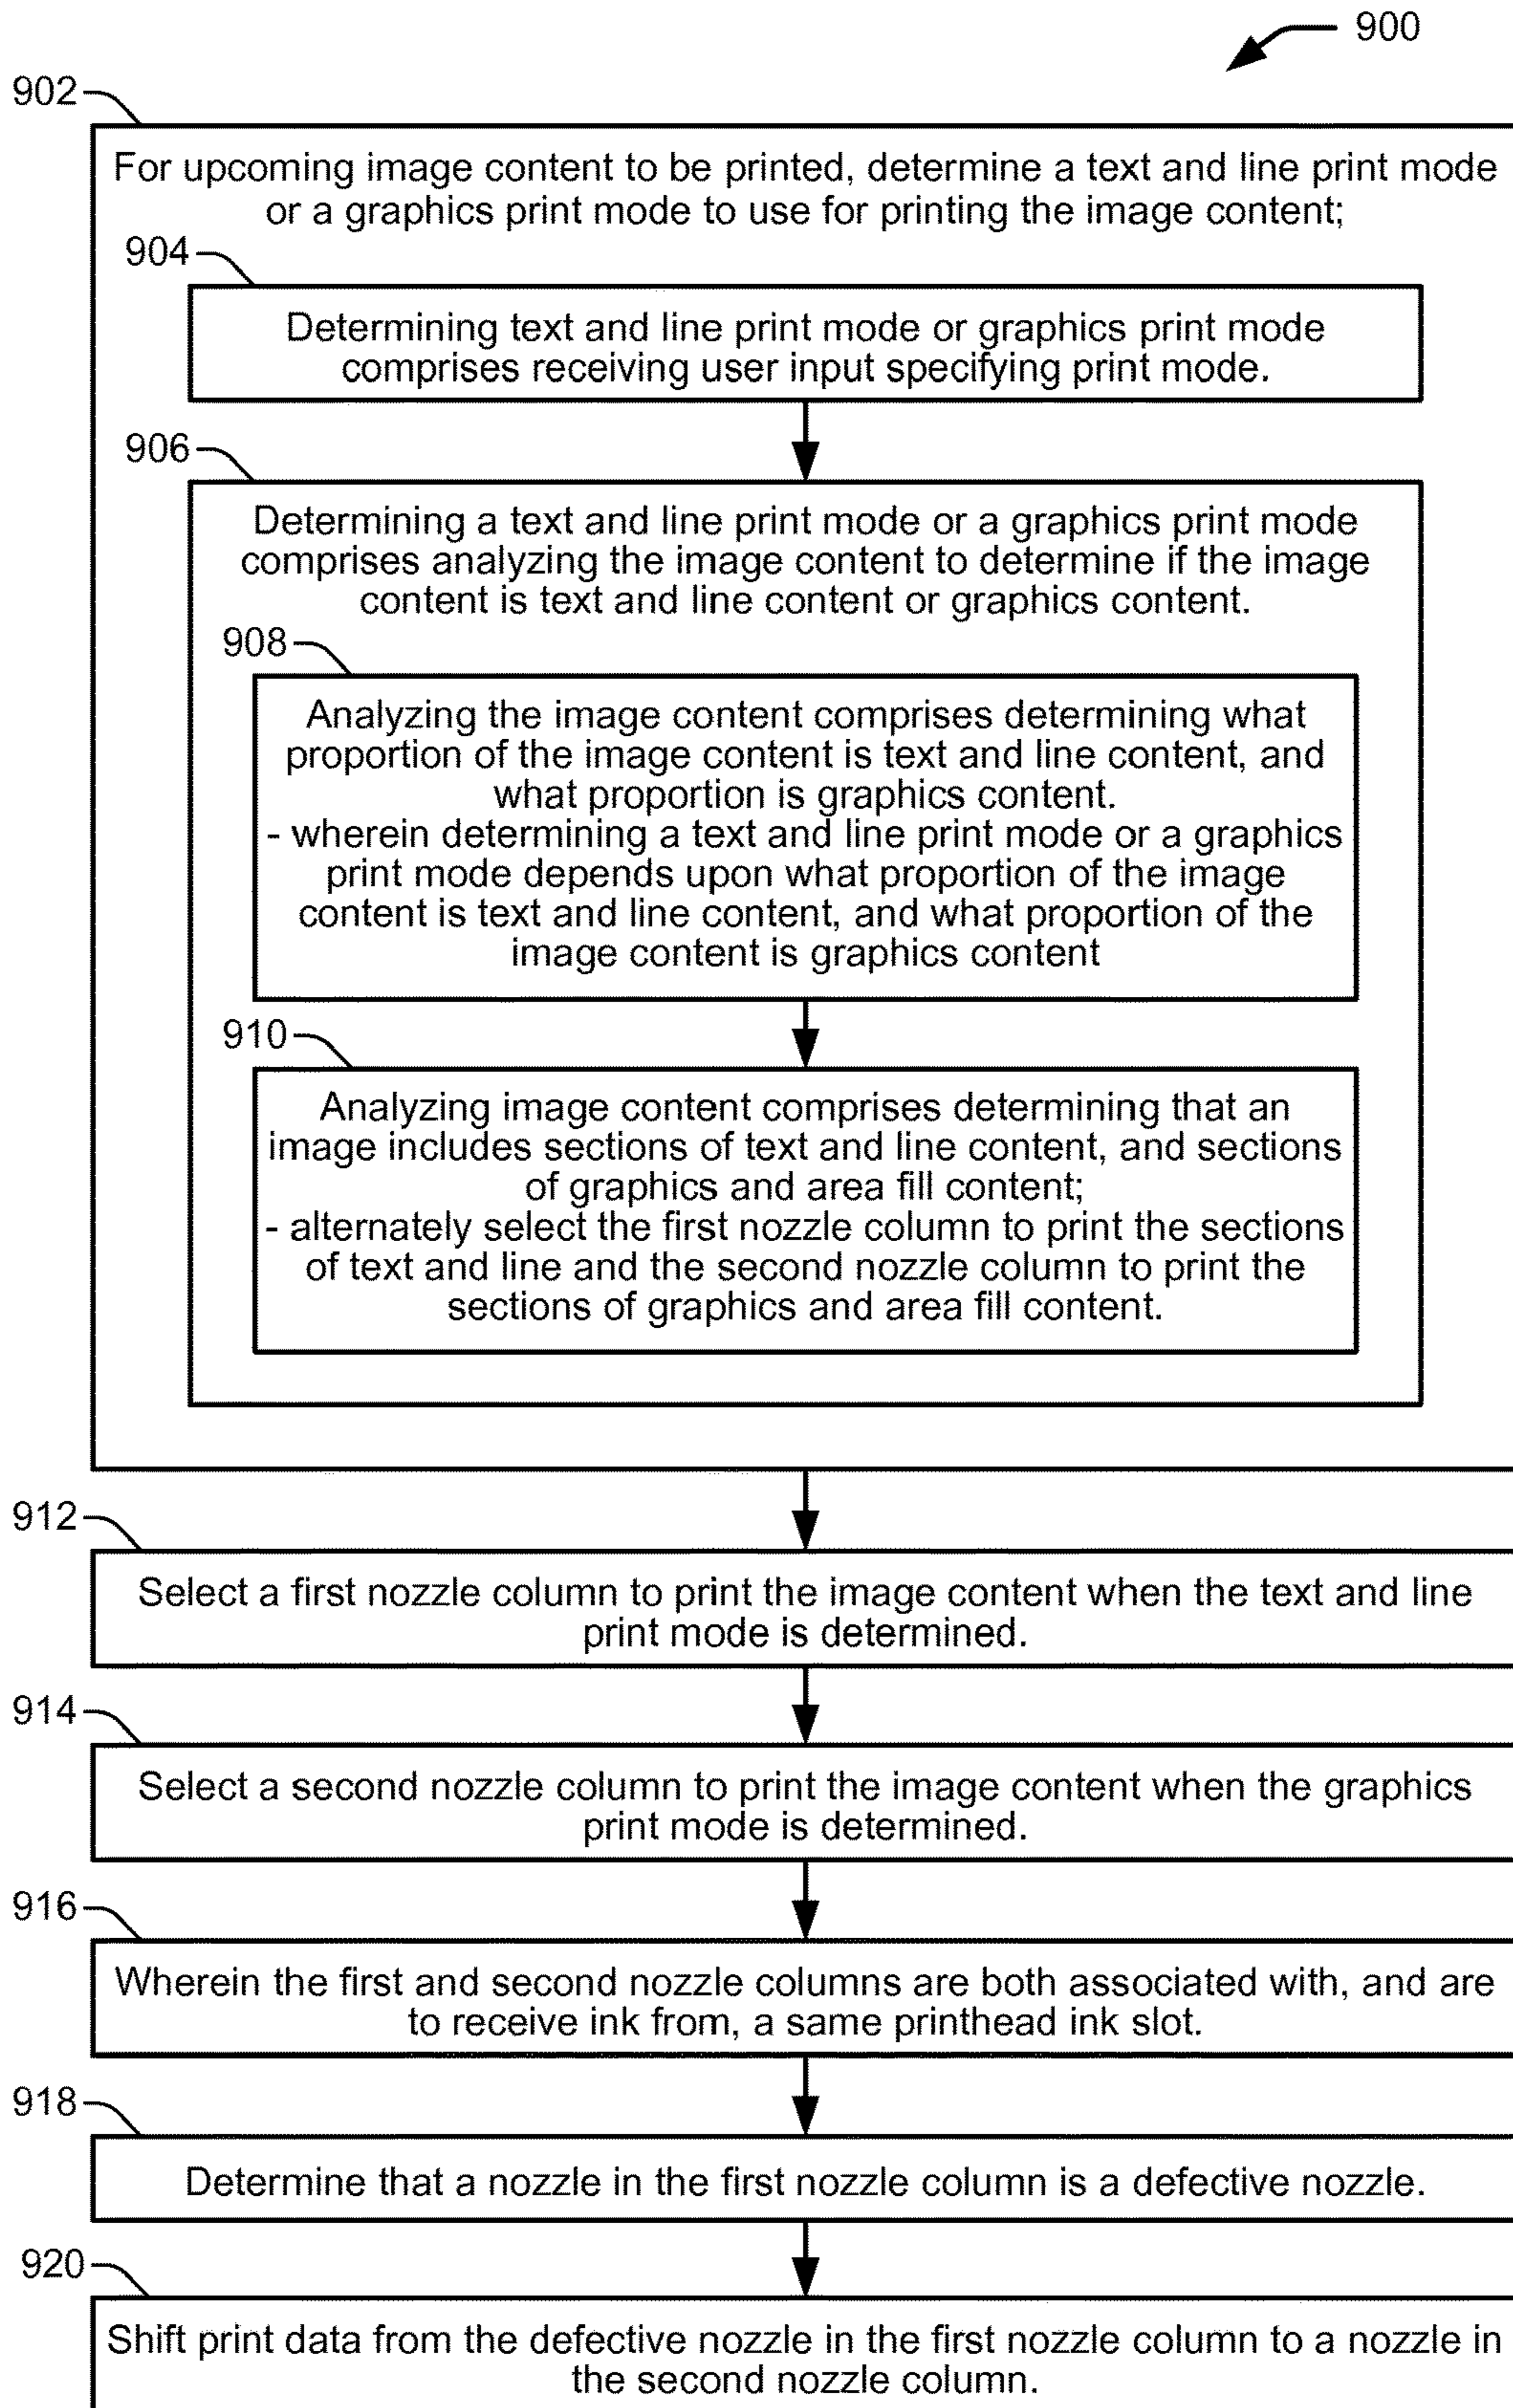 900
902
For upcoming image content to be printed, determine a text and line print mode
or a graphics print mode to use for printing the image content;
904
Determining text and line print mode or graphics print mode
comprises receiving user input specifying print mode.
906
Determining a text and line print mode or a graphics print mode
comprises analyzing the image content to determine if the image
content is text and line content or graphics content.
908
Analyzing the image content comprises determining what
proportion of the image content is text and line content, and
what proportion is graphics content.
- wherein determining a text and line print mode or a graphics
print mode depends upon what proportion of the image
content is text and line content, and what proportion of the
image content is graphics content
910
Analyzing image content comprises determining that an
image includes sections of text and line content, and sections
of graphics and area fill content;
- alternately select the first nozzle column to print the sections
of text and line and the second nozzle column to print the
sections of graphics and area fill content.
912
Select a first nozzle column to print the image content when the text and line
print mode is determined.
914
Select a second nozzle column to print the image content when the graphics
print mode is determined.
916
Wherein the first and second nozzle columns are both associated with, and are
to receive ink from, a same printhead ink slot.
918
Determine that a nozzle in the first nozzle column is a defective nozzle.
920
Shift print data from the defective nozzle in the first nozzle column to a nozzle in
the second nozzle column.